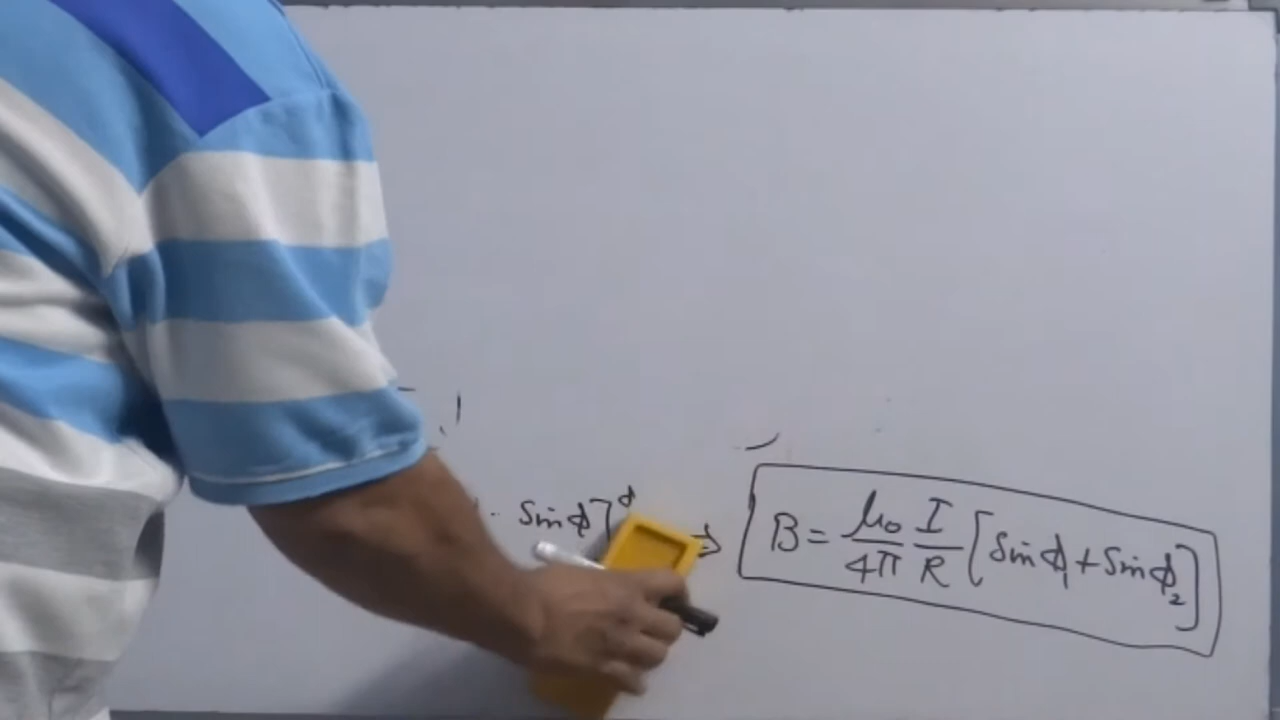 . Sinϕ]
⇒ B = μ₀/4π I/R [Sinϕ₁ + Sinϕ₂]